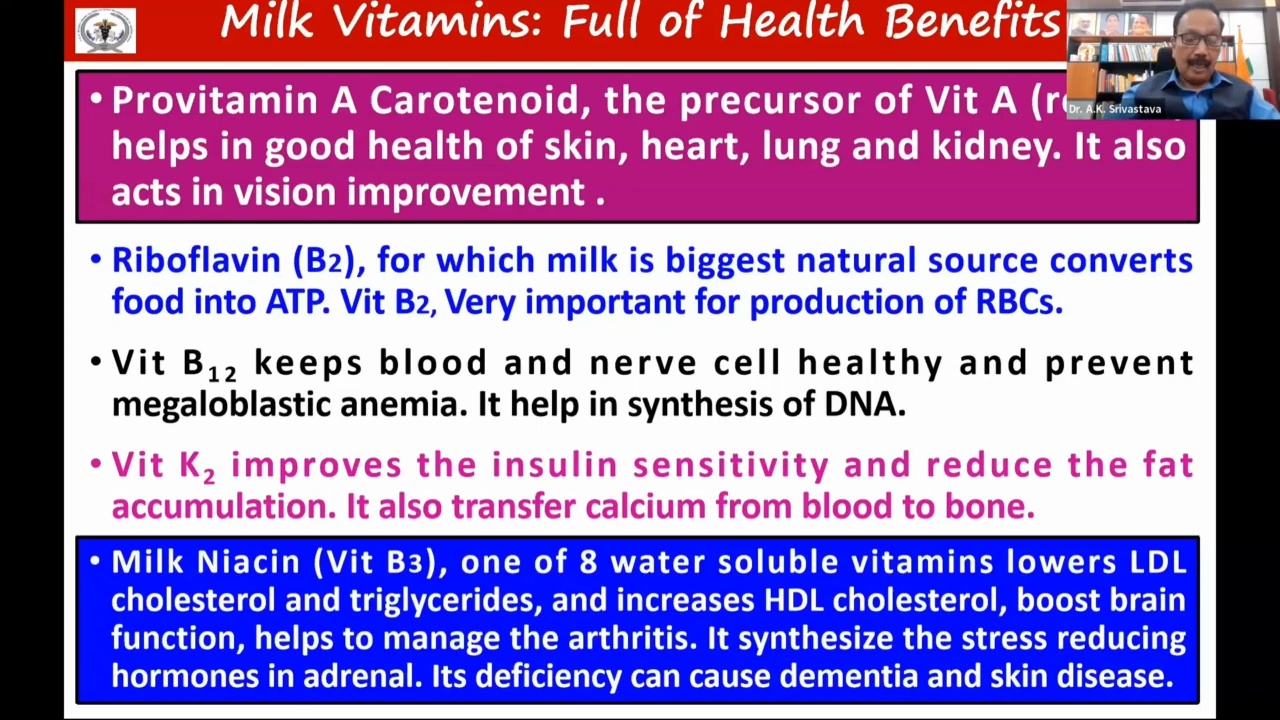 Milk Vitamins: Full of Health Benefits
Dr. A.K. Srivastava
• Provitamin A Carotenoid, the precursor of Vit A
helps in good health of skin, heart, lung and kidney. It also
acts in vision improvement .
• Riboflavin (B2), for which milk is biggest natural source converts
food into ATP. Vit B2, Very important for production of RBCs.
• Vit B12 keeps blood and nerve cell healthy and prevent
megaloblastic anemia. It help in synthesis of DNA.
• Vit K2 improves the insulin sensitivity and reduce the fat
accumulation. It also transfer calcium from blood to bone.
• Milk Niacin (Vit B3), one of 8 water soluble vitamins lowers LDL
cholesterol and triglycerides, and increases HDL cholesterol, boost brain
function, helps to manage the arthritis. It synthesize the stress reducing
hormones in adrenal. Its deficiency can cause dementia and skin disease.